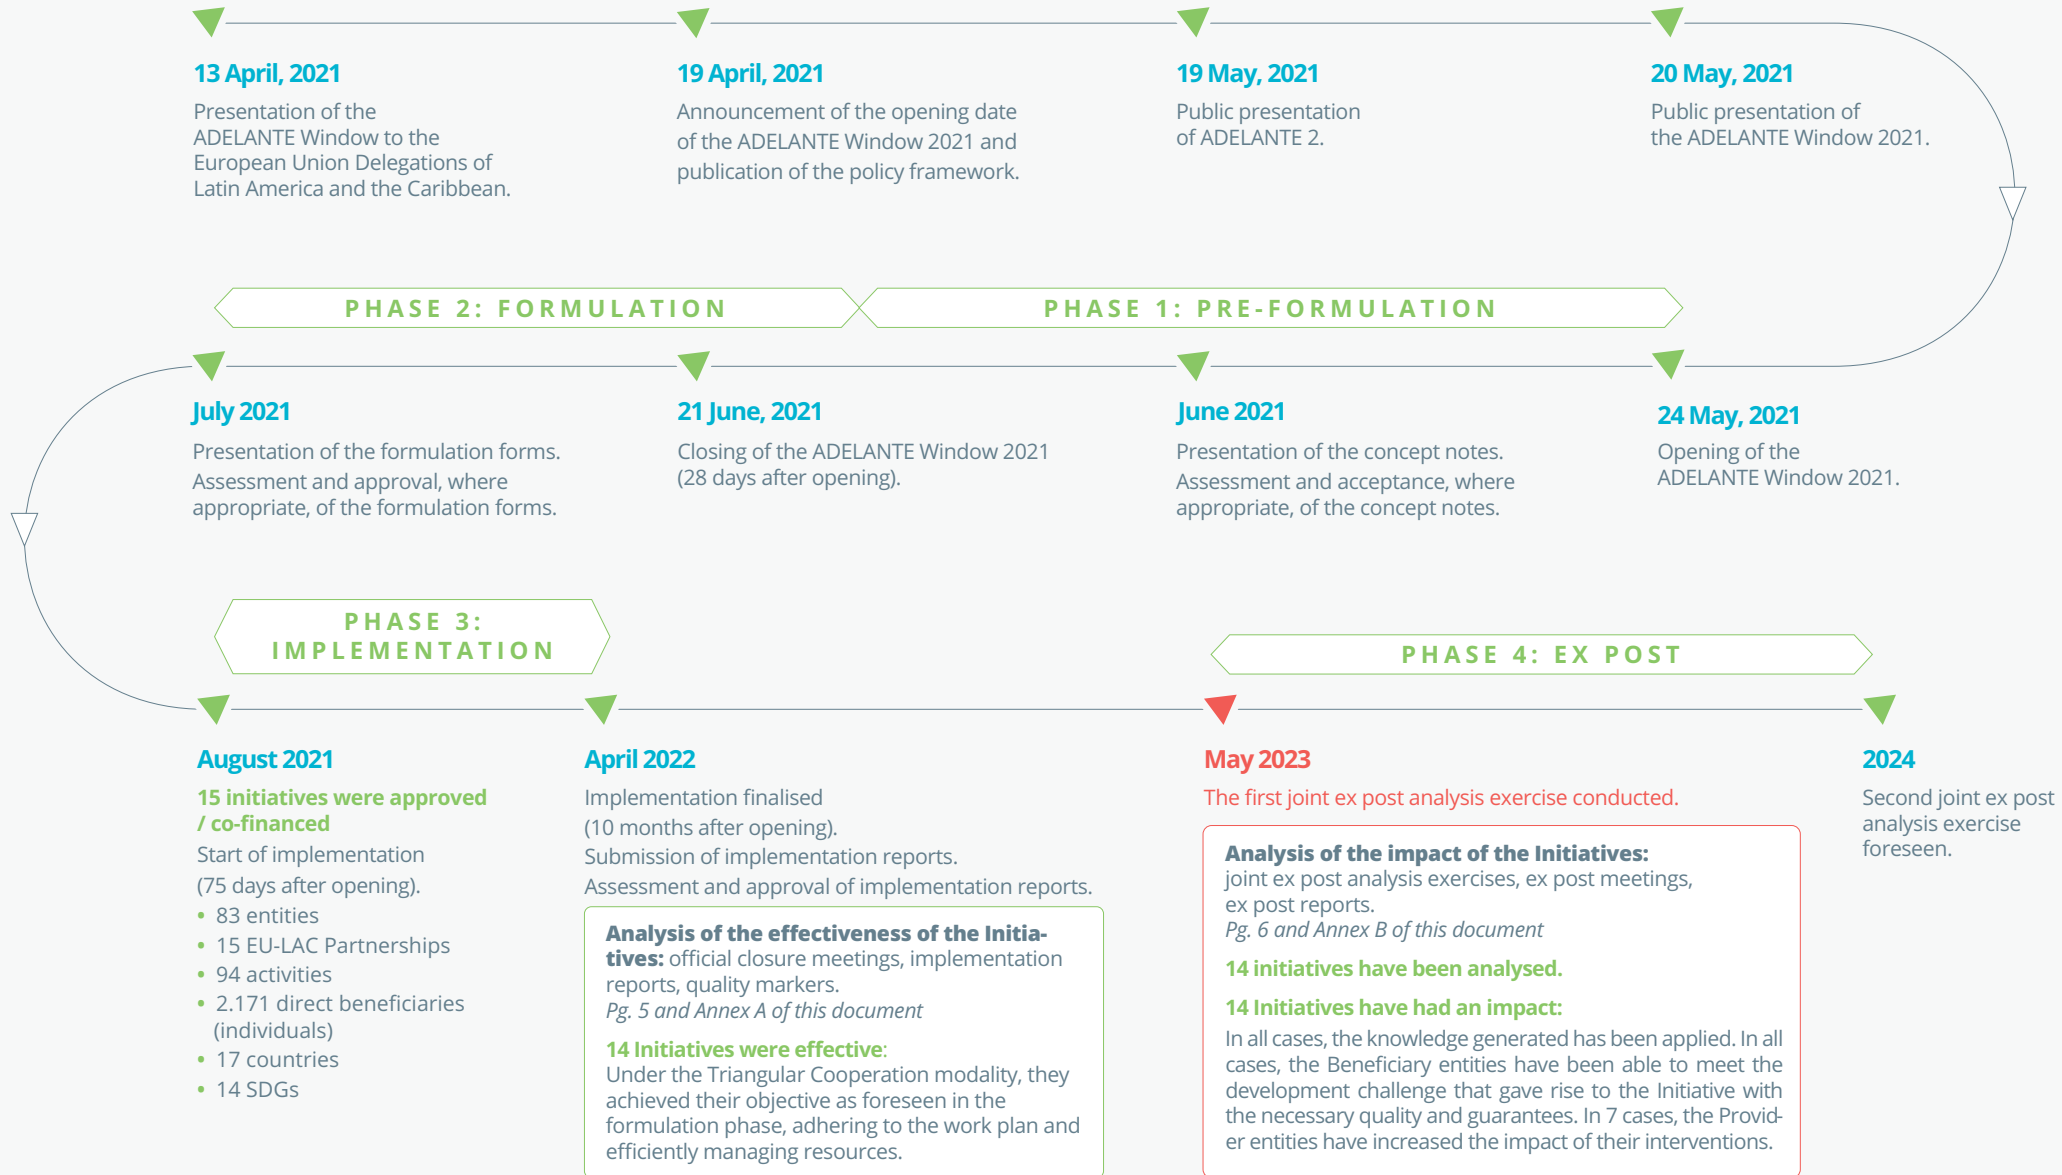 13 April, 2021
Presentation of the
ADELANTE Window to the
European Union Delegations of
Latin America and the Caribbean.
19 April, 2021
Announcement of the opening date
of the ADELANTE Window 2021 and
publication of the policy framework.
19 May, 2021
Public presentation
of ADELANTE 2.
20 May, 2021
Public presentation of
the ADELANTE Window 2021.
PHASE 1: PRE-FORMULATION
24 May, 2021
Opening of the
ADELANTE Window 2021.
June 2021
Presentation of the concept notes.
Assessment and acceptance, where
appropriate, of the concept notes.
PHASE 2: FORMULATION
21 June, 2021
Closing of the ADELANTE Window 2021
(28 days after opening).
July 2021
Presentation of the formulation forms.
Assessment and approval, where
appropriate, of the formulation forms.
PHASE 3:
IMPLEMENTATION
August 2021
15 initiatives were approved
/ co-financed
Start of implementation
(75 days after opening).
• 83 entities
• 15 EU-LAC Partnerships
• 94 activities
• 2.171 direct beneficiaries
(individuals)
• 17 countries
• 14 SDGs
April 2022
Implementation finalised
(10 months after opening).
Submission of implementation reports.
Assessment and approval of implementation reports.
Analysis of the effectiveness of the Initia-
tives: official closure meetings, implementation
reports, quality markers.
Pg. 5 and Annex A of this document
14 Initiatives were effective:
Under the Triangular Cooperation modality, they
achieved their objective as foreseen in the
formulation phase, adhering to the work plan and
efficiently managing resources.
PHASE 4: EX POST
May 2023
The first joint ex post analysis exercise conducted.
Analysis of the impact of the Initiatives:
joint ex post analysis exercises, ex post meetings,
ex post reports.
Pg. 6 and Annex B of this document
14 initiatives have been analysed.
14 Initiatives have had an impact:
In all cases, the knowledge generated has been applied. In all
cases, the Beneficiary entities have been able to meet the
development challenge that gave rise to the Initiative with
the necessary quality and guarantees. In 7 cases, the Provid-
er entities have increased the impact of their interventions.
2024
Second joint ex post
analysis exercise
foreseen.